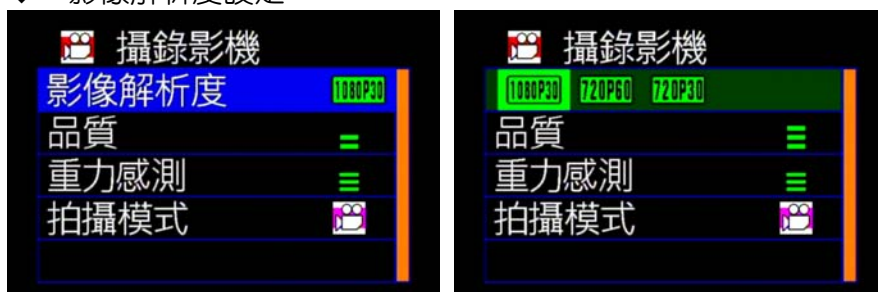 影像解析度設定
攝錄影機
影像解析度 1080P30
品質
重力感測
拍攝模式
攝錄影機
1080P30 720P60 720P30
品質
重力感測
拍攝模式